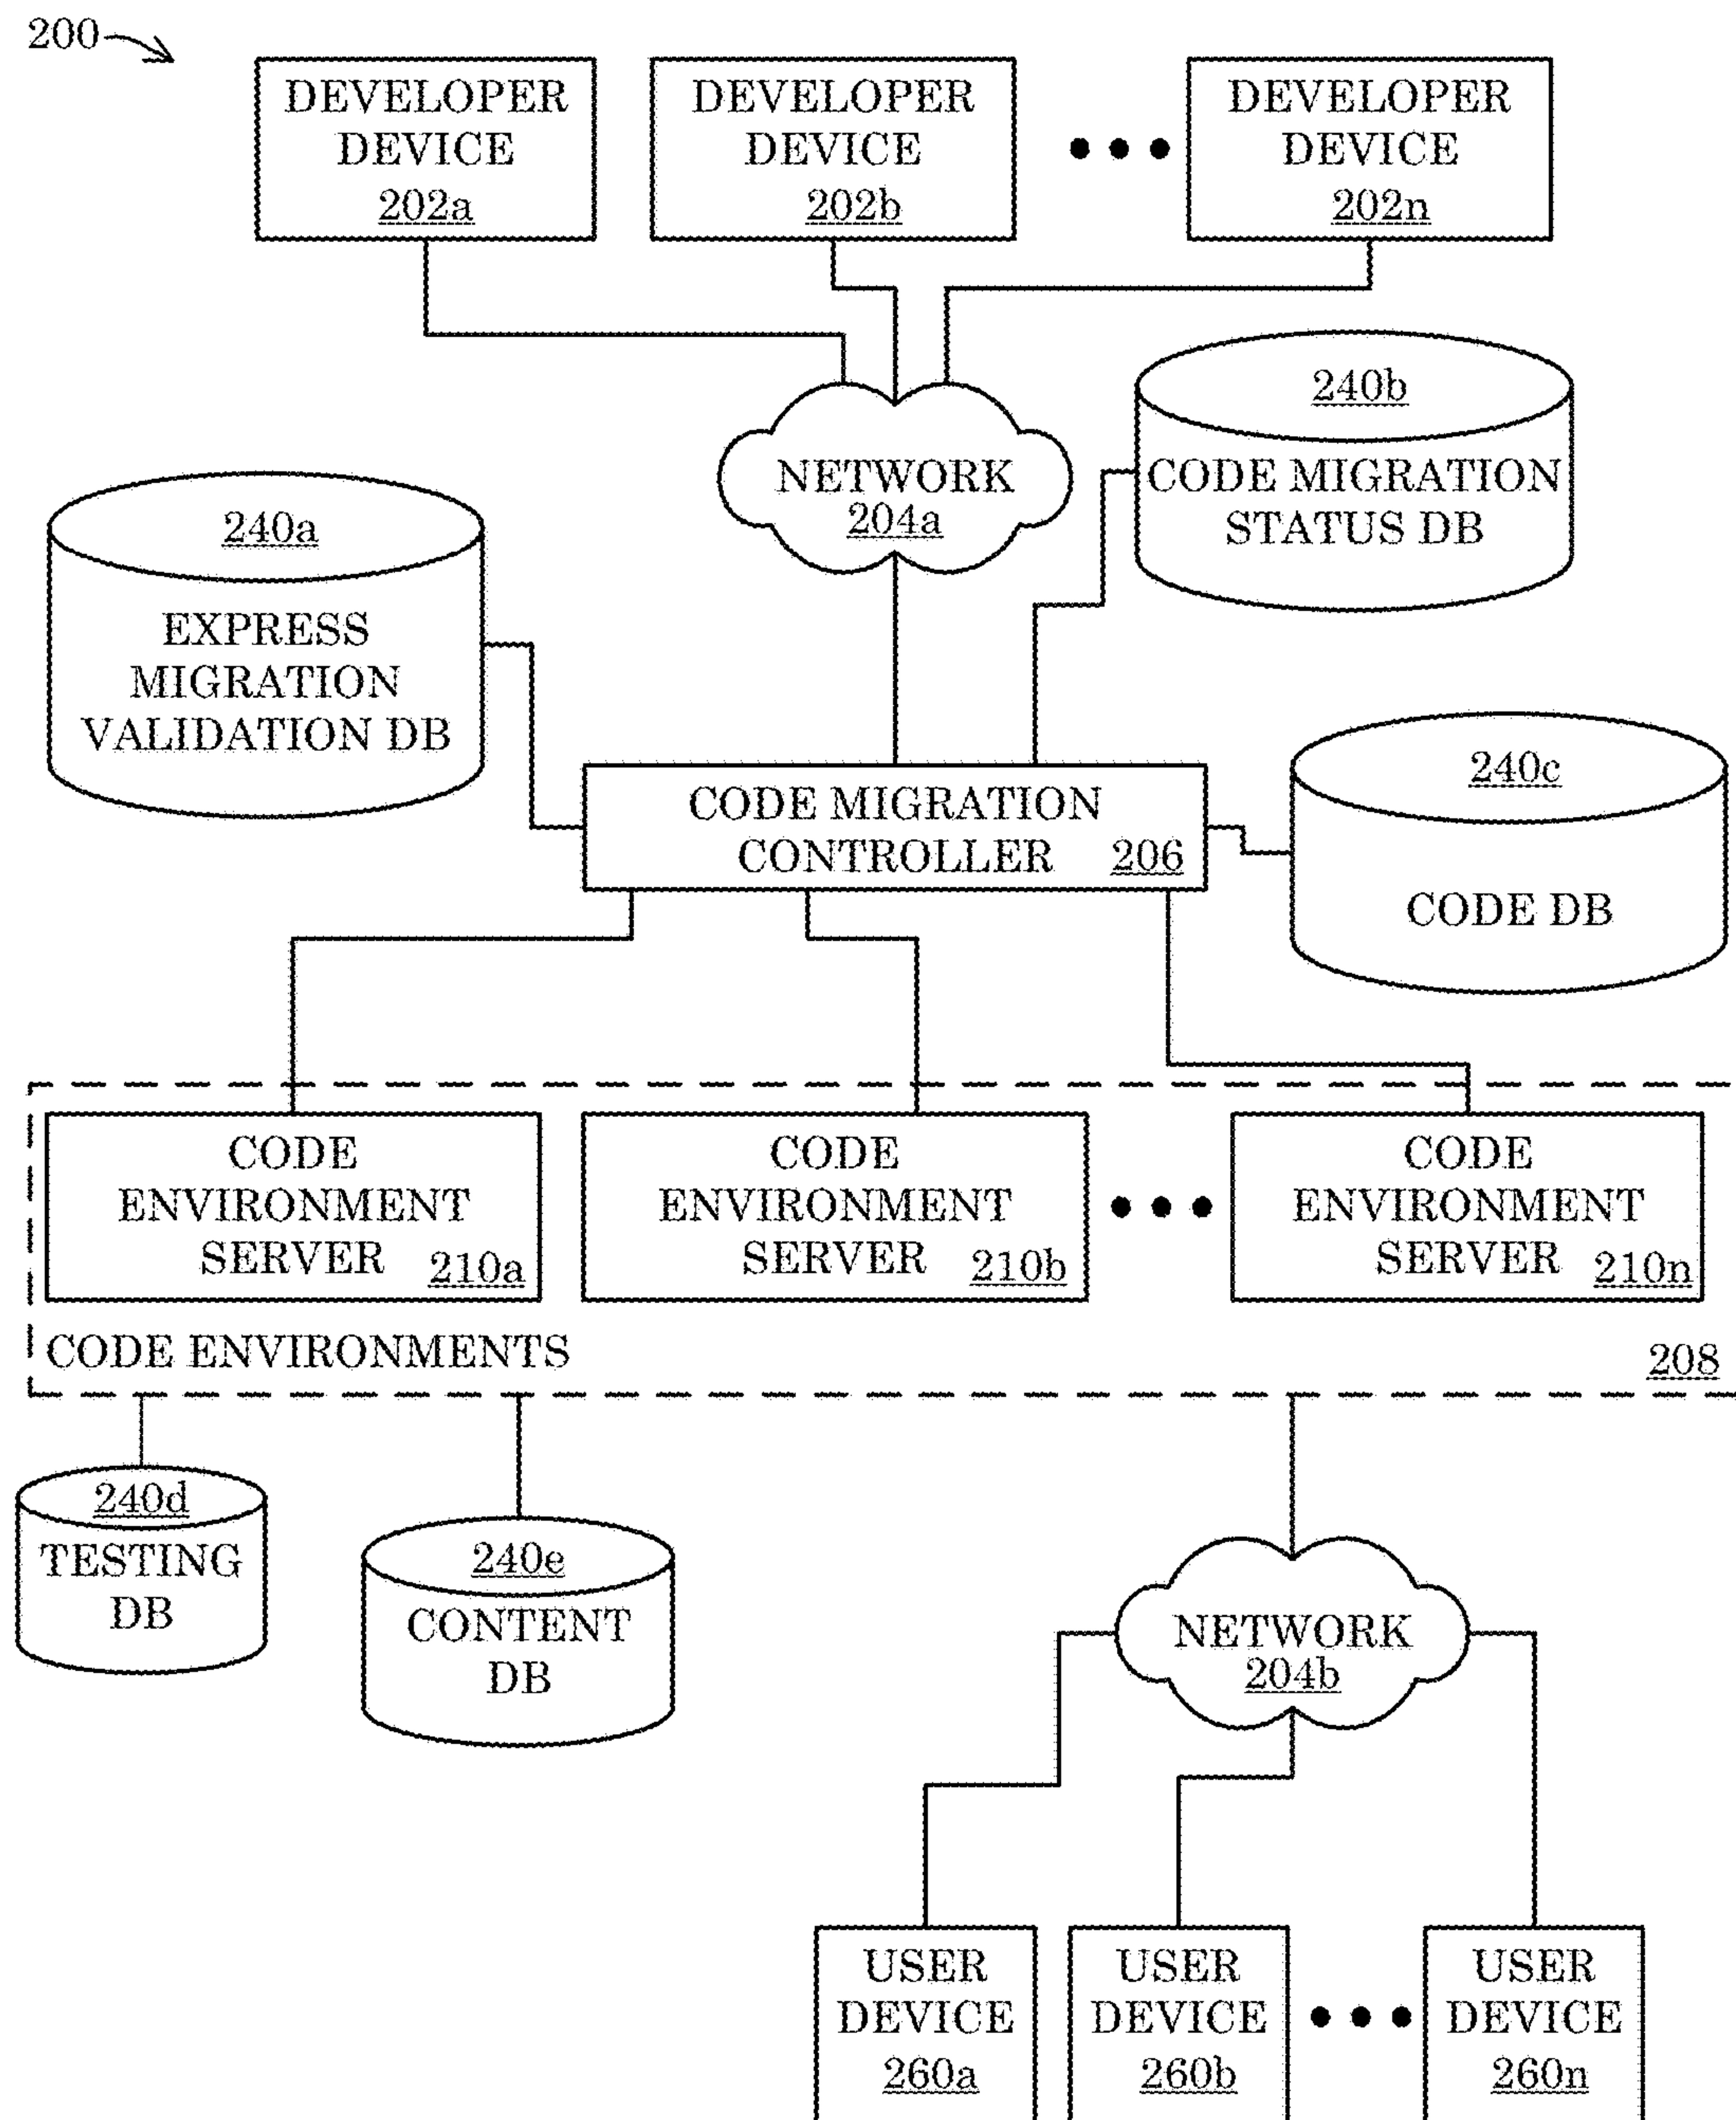 200
DEVELOPER
DEVICE
202a
DEVELOPER
DEVICE
202b
DEVELOPER
DEVICE
202n
NETWORK
204a
240b
CODE MIGRATION
STATUS DB
240a
EXPRESS
MIGRATION
VALIDATION DB
CODE MIGRATION
CONTROLLER 206
240c
CODE DB
CODE
ENVIRONMENT
SERVER 210a
CODE
ENVIRONMENT
SERVER 210b
CODE
ENVIRONMENT
SERVER 210n
CODE ENVIRONMENTS 208
240d
TESTING
DB
240e
CONTENT
DB
NETWORK
204b
USER
DEVICE
260a
USER
DEVICE
260b
USER
DEVICE
260n